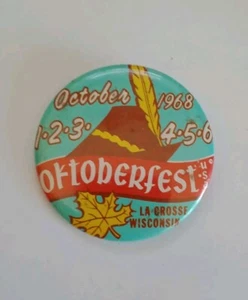 October 1968
1·2·3· 4·5·6
oktoberfest U·S·
LA CROSSE
WISCONSIN